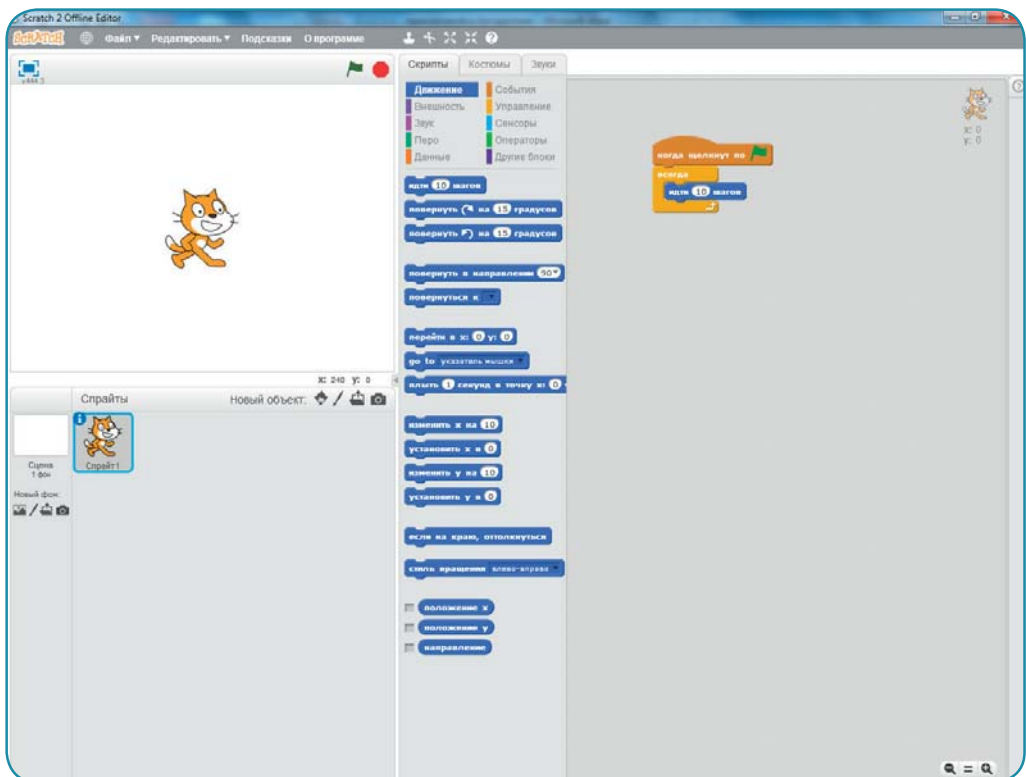 Scratch 2 Offline Editor
SCRATCH Файл Редактировать Подсказки О программе
v444.5
Скрипты Костюмы Звуки
Движение События
Внешность Управление
Звук Сенсоры
Перо Операторы
Данные Другие блоки
идти 10 шагов
повернуть на 15 градусов
повернуть на 15 градусов
повернуть в направлении 90
повернуться к
перейти в x: 0 y: 0
go to указатель мышки
плыть 1 секунд в точку x: 0
изменить x на 10
установить x в 0
изменить y на 10
установить y в 0
если на краю, оттолкнуться
стиль вращения влево-вправо
положение x
положение y
направление
когда щелкнут по
всегда
идти 10 шагов
x: 0
y: 0
X: 240 y: 0
Спрайты Новый объект:
Сцена
1 фон
Спрайт1
Новый фон: